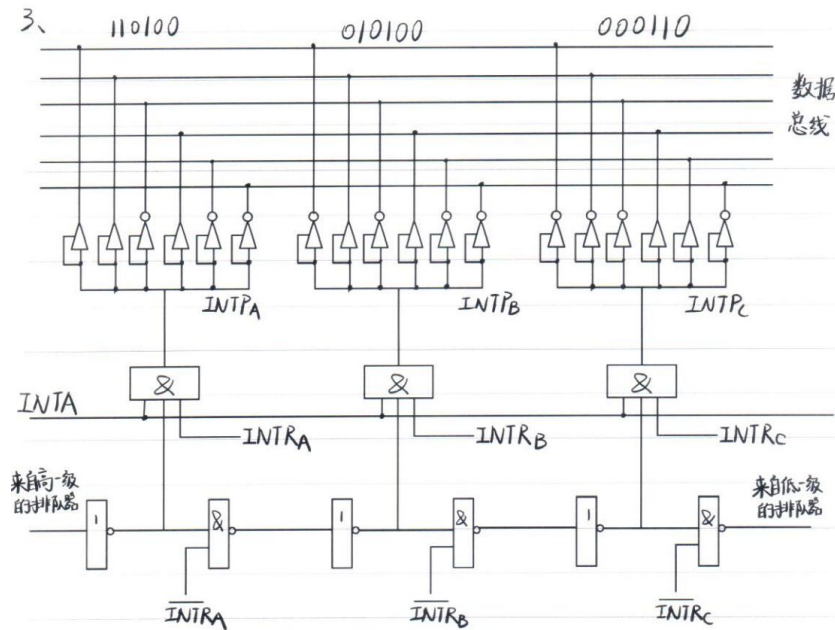 3、
110100 010100 000110
数据
总线
INTPA INTPB INTPC
& & &
INTA
INTRA INTRB INTRC
来自高一级
的排队器
来自低一级
的排队器
1 & 1 & 1 &
INTRA INTRB INTRC